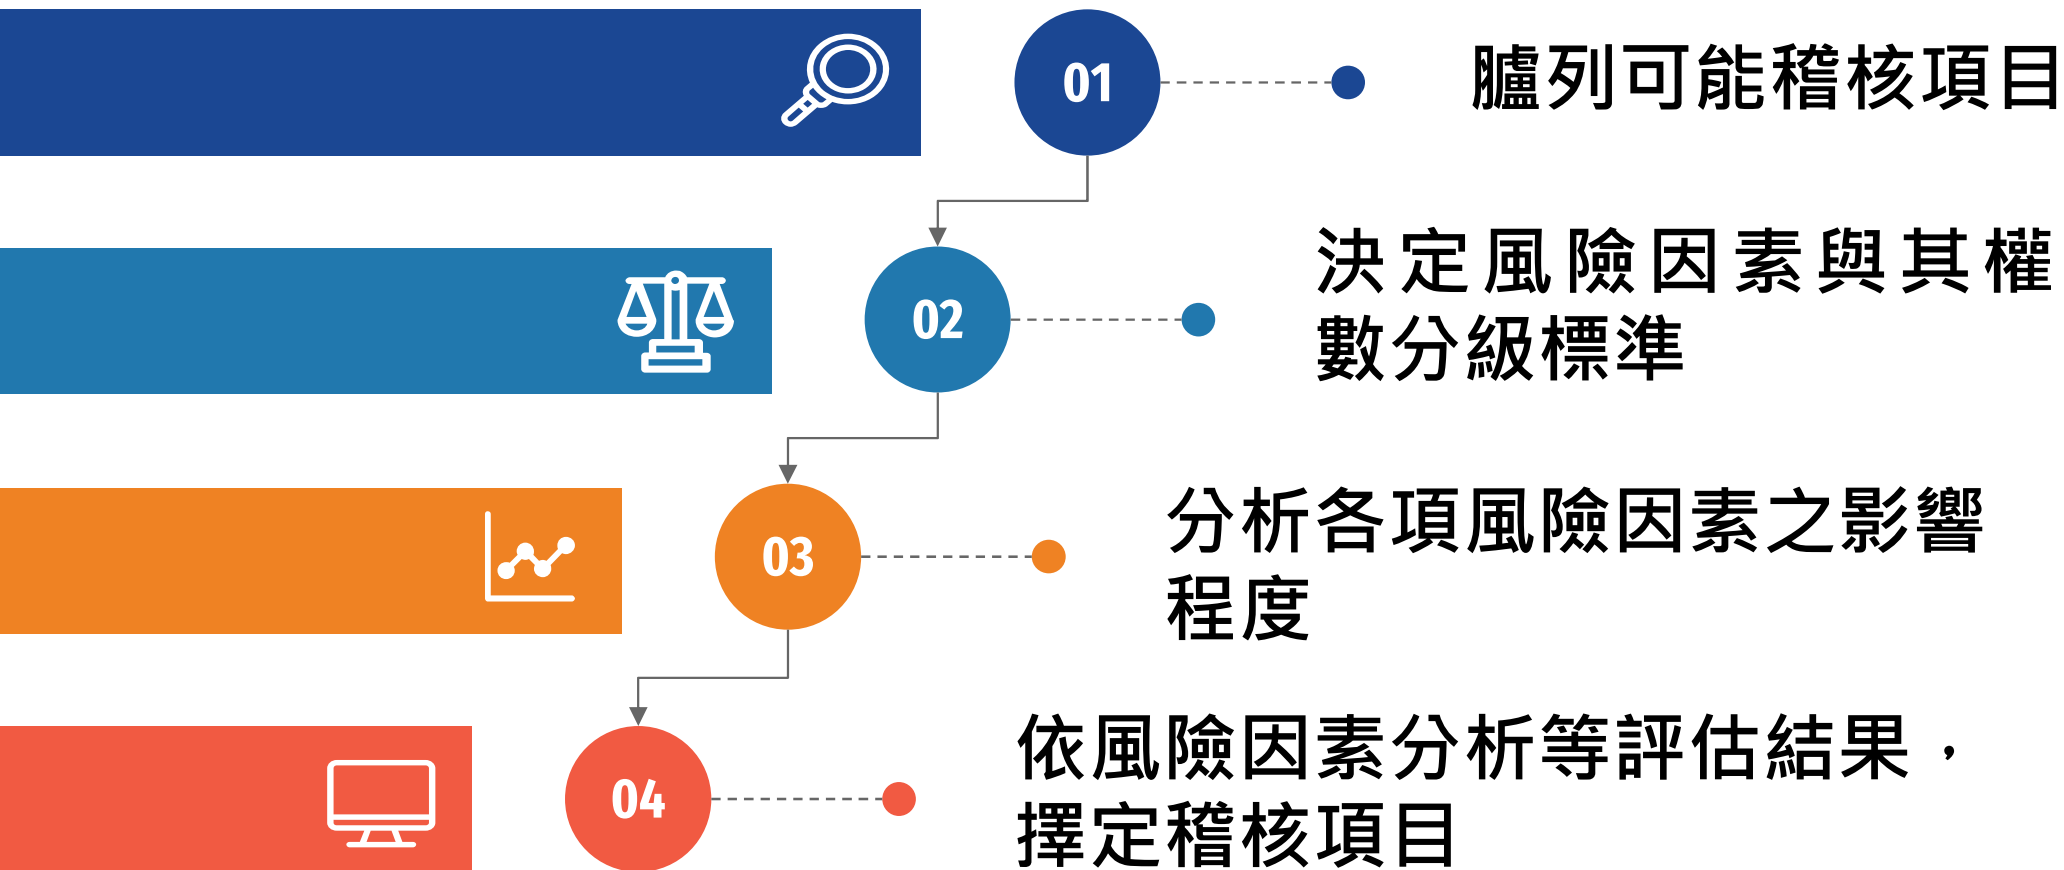 01
臚列可能稽核項目
02
決定風險因素與其權
數分級標準
03
分析各項風險因素之影響
程度
04
依風險因素分析等評估結果，
擇定稽核項目